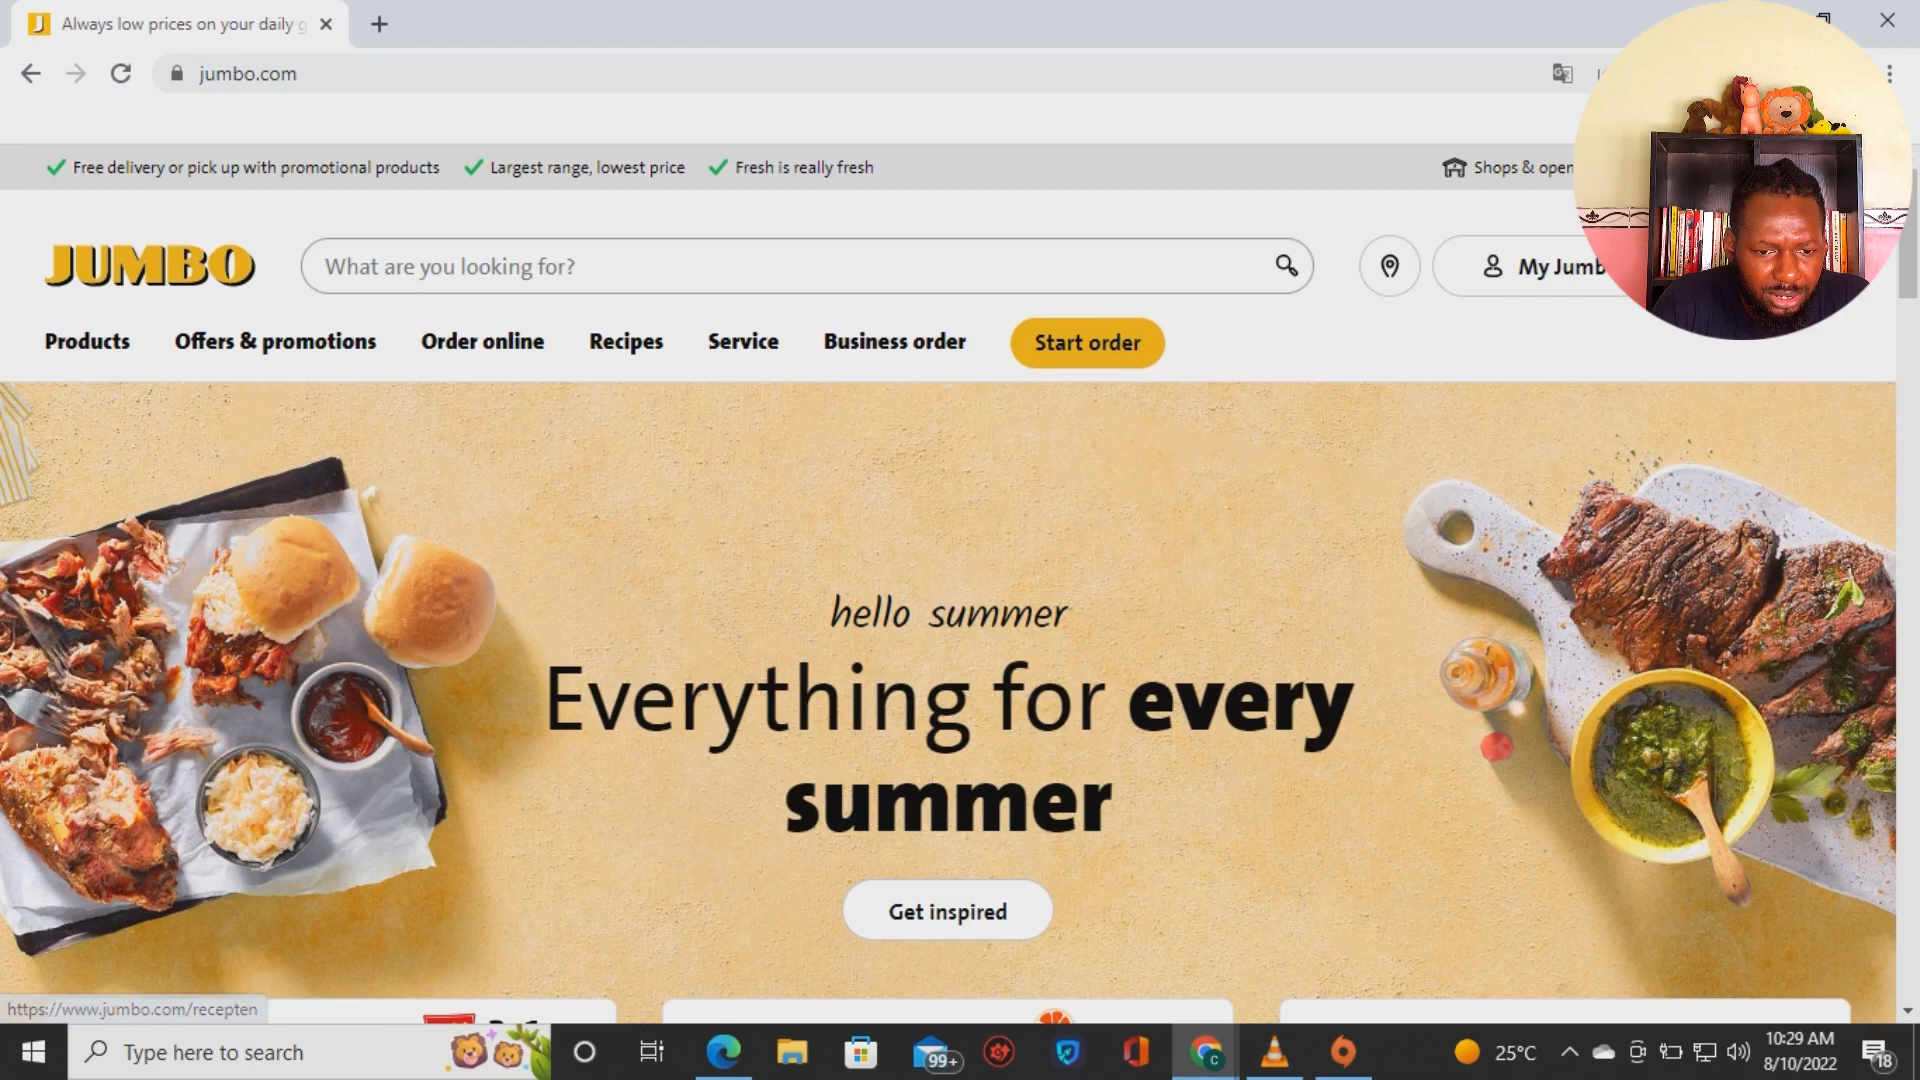 Always low prices on your daily g
jumbo.com
Free delivery or pick up with promotional products
Largest range, lowest price
Fresh is really fresh
Shops & open
JUMBO
What are you looking for?
My Jumb
Products
Offers & promotions
Order online
Recipes
Service
Business order
Start order
hello summer
Everything for every
summer
Get inspired
https://www.jumbo.com/recepten
Type here to search
99+
C
25°C
10:29 AM
8/10/2022
18